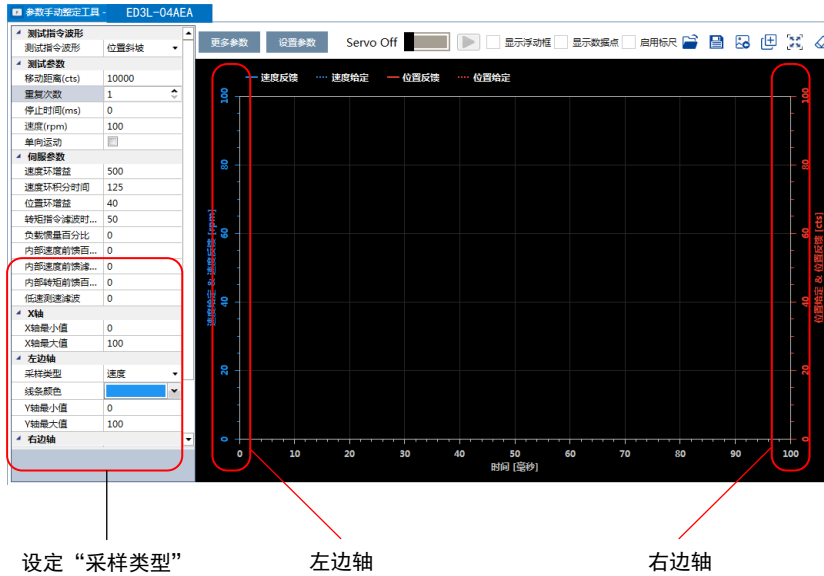 参数手动整定工具 - ED3L-04AEA
更多参数 设置参数 Servo Off 显示浮动框 显示数据点 启用标尺
测试指令波形
测试指令波形 位置斜坡
测试参数
移动距离(cts) 10000
重复次数 1
停止时间(ms) 0
速度(rpm) 100
单向运动
伺服参数
速度环增益 500
速度环积分时间 125
位置环增益 40
转矩指令滤波时... 50
负载惯量百分比 0
内部速度前馈百... 0
内部速度前馈滤... 0
内部转矩前馈百... 0
低速测速滤波 0
X轴
X轴最小值 0
X轴最大值 100
左边轴
采样类型 速度
线条颜色
Y轴最小值 0
Y轴最大值 100
右边轴
速度反馈 速度给定 位置反馈 位置给定
100
80
60
40
20
0
速度给定 & 速度反馈 [rpm]
100
80
60
40
20
0
位置给定 & 位置反馈 [cts]
0 10 20 30 40 50 60 70 80 90 100
时间 [毫秒]
设定“采样类型” 左边轴 右边轴